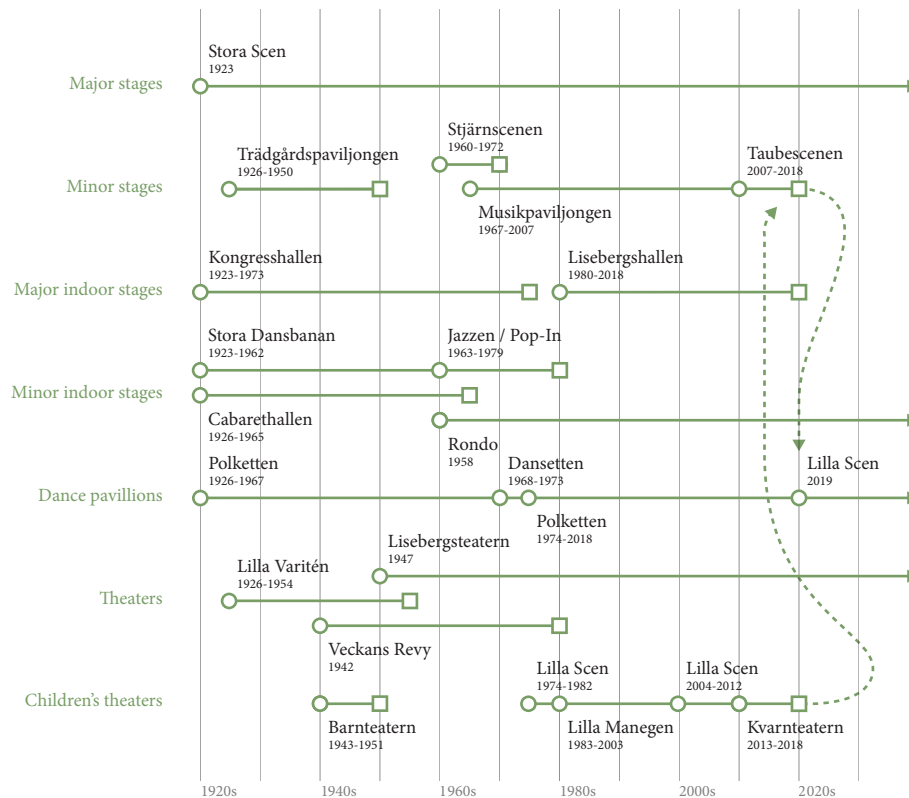 Stora Scen
1923
Major stages
Stjärnscenen
1960-1972
Trädgårdspaviljongen
1926-1950
Taubescenen
2007-2018
Minor stages
Musikpaviljongen
1967-2007
Kongresshallen
1923-1973
Lisebergshallen
1980-2018
Major indoor stages
Stora Dansbanan
1923-1962
Jazzen / Pop-In
1963-1979
Minor indoor stages
Cabarethallen
1926-1965
Rondo
1958
Polketten
1926-1967
Dansetten
1968-1973
Lilla Scen
2019
Dance pavillions
Polketten
1974-2018
Lisebergsteatern
1947
Lilla Varitén
1926-1954
Theaters
Veckans Revy
1942
Lilla Scen
1974-1982
Lilla Scen
2004-2012
Children's theaters
Barnteatern
1943-1951
Lilla Manegen
1983-2003
Kvarnteatern
2013-2018
1920s 1940s 1960s 1980s 2000s 2020s